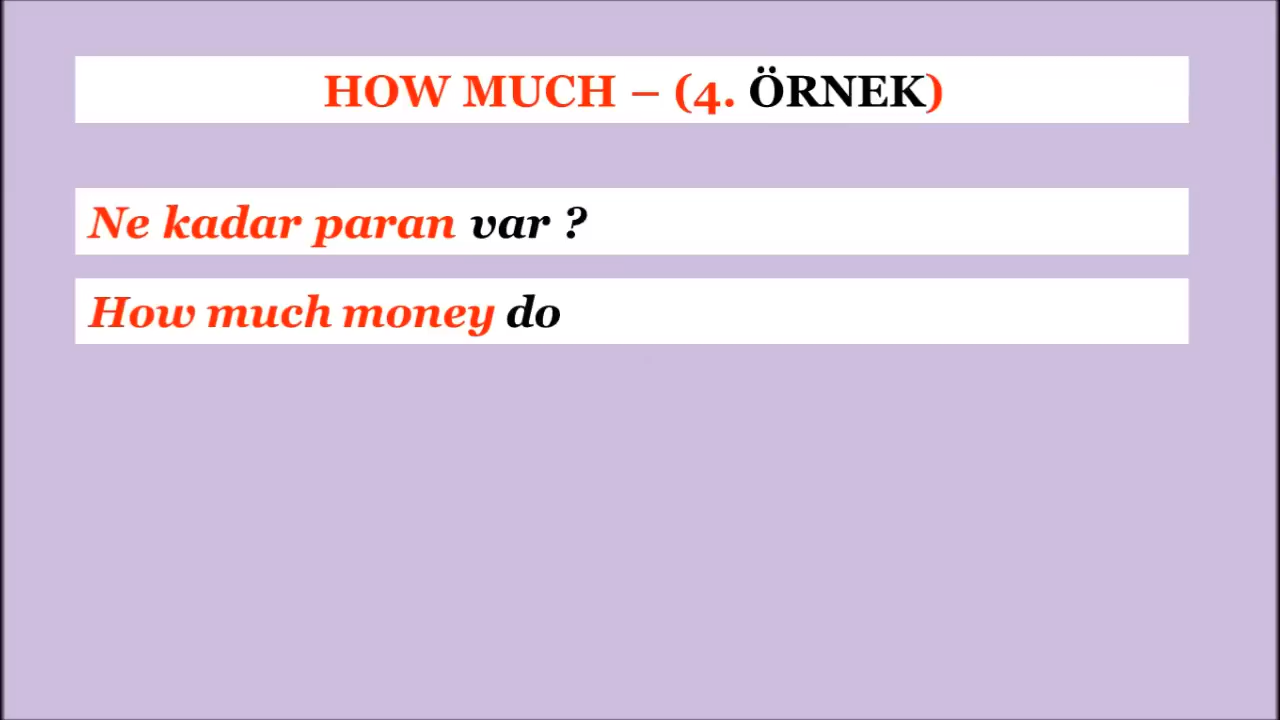 HOW MUCH – (4. ÖRNEK)
Ne kadar paran var ?
How much money do